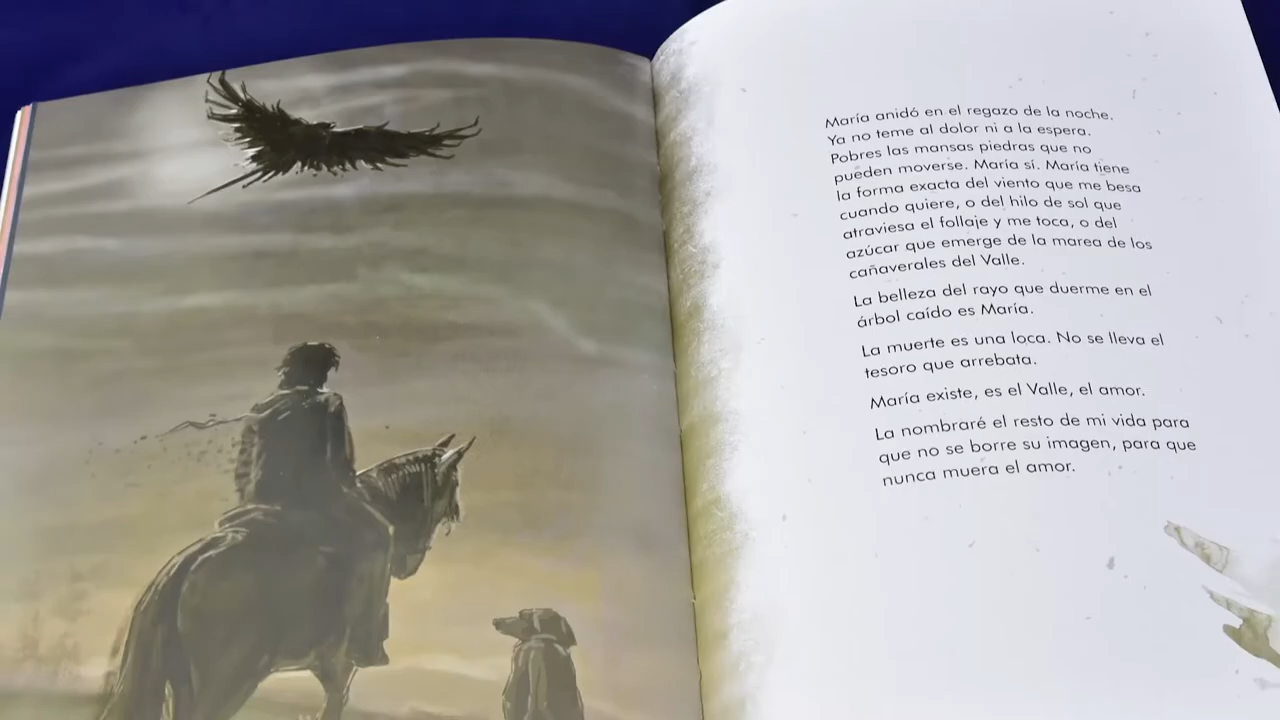 María anidó en el regazo de la noche.
Ya no teme al dolor ni a la espera.
Pobres las mansas piedras que no
pueden moverse. María sí. María tiene
la forma exacta del viento que me besa
cuando quiere, o del hilo de sol que
atraviesa el follaje y me toca, o del
azúcar que emerge de la marea de los
cañaverales del Valle.
La belleza del rayo que duerme en el
árbol caído es María.
La muerte es una loca. No se lleva el
tesoro que arrebata.
María existe, es el Valle, el amor.
La nombraré el resto de mi vida para
que no se borre su imagen, para que
nunca muera el amor.